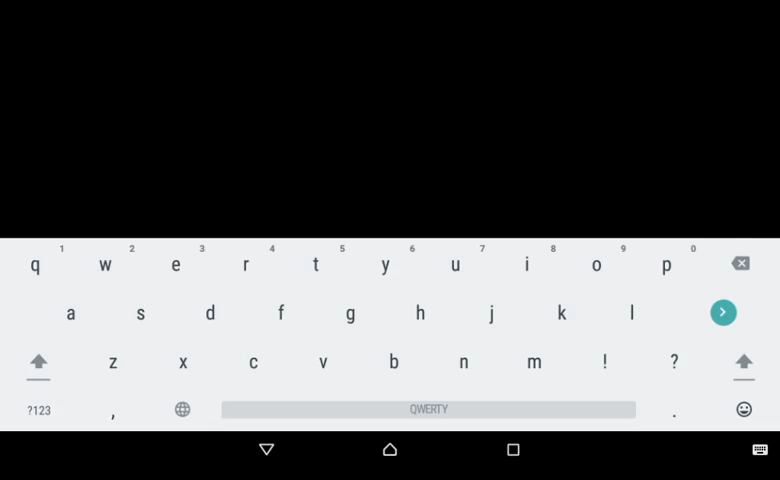 1 2 3 4 5 6 7 8 9 0
q w e r t y u i o p
a s d f g h j k l
z x c v b n m ! ?
?123 , QWERTY .